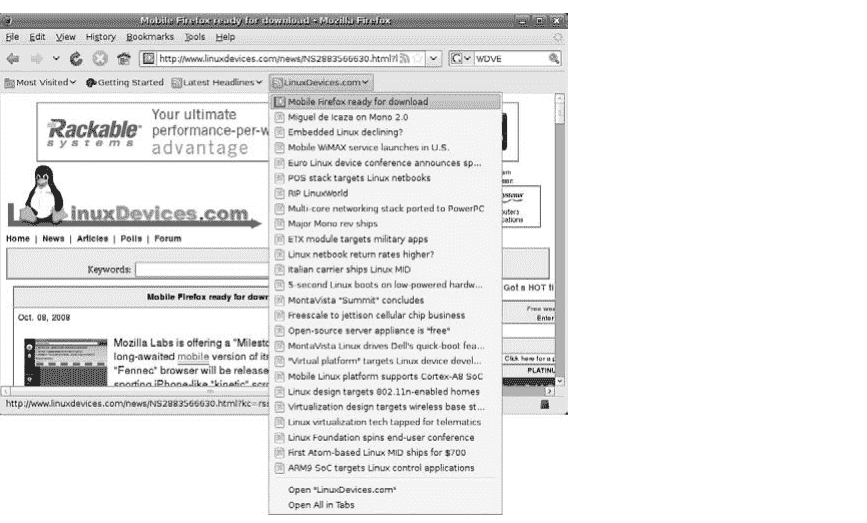 Mobile Firefox ready for download - Mozilla Firefox
File Edit View History Bookmarks Tools Help
http://www.linuxdevices.com/news/NS2883566630.html?l
WDVE
Most Visited Getting Started Latest Headlines LinuxDevices.com
Mobile Firefox ready for download
Miguel de Icaza on Mono 2.0
Embedded Linux declining?
Mobile WiMAX service launches in U.S.
Euro Linux device conference announces sp...
POS stack targets Linux netbooks
RIP LinuxWorld
Multi-core networking stack ported to PowerPC
Major Mono rev ships
ETX module targets military apps
Linux netbook return rates higher?
Italian carrier ships Linux MID
5-second Linux boots on low-powered hardw...
MontaVista "Summit" concludes
Freescale to jettison cellular chip business
Open-source server appliance is "free"
MontaVista Linux drives Dell's quick-boot fea...
"Virtual platform" targets Linux device devel...
Mobile Linux platform supports Cortex-A8 SoC
Linux design targets 802.11n-enabled homes
Virtualization design targets wireless base st...
Linux virtualization tech tapped for telematics
Linux Foundation spins end-user conference
First Atom-based Linux MID ships for $700
ARM9 SoC targets Linux control applications
Open "LinuxDevices.com"
Open All in Tabs
Rackable
systems
Your ultimate
performance-per-w
advantage
LinuxDevices.com
Home | News | Articles | Polls | Forum
Keywords:
Mobile Firefox ready for dow
Oct. 08, 2008
Mozilla Labs is offering a "Milest
long-awaited mobile version of it
"Fennec" browser will be release
sporting iPhone-like "kinetic" scr
Got a HOT ti
Enter
Click here for a p
PLATINU
http://www.linuxdevices.com/news/NS2883566630.html?kc=rs